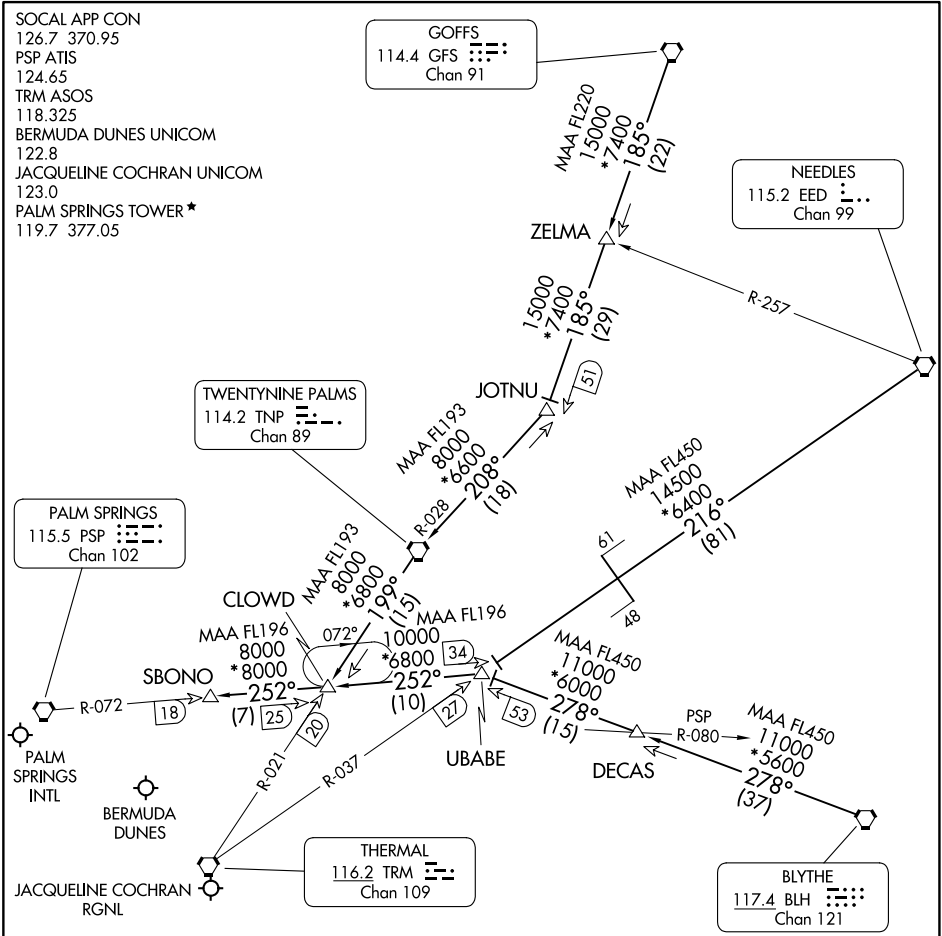 SOCAL APP CON
126.7 370.95
PSP ATIS
124.65
TRM ASOS
118.325
BERMUDA DUNES UNICOM
122.8
JACQUELINE COCHRAN UNICOM
123.0
PALM SPRINGS TOWER★
119.7 377.05
GOFFS
114.4 GFS
Chan 91
MAA FL220
15000
*7400
185°
(22)
NEEDLES
115.2 EED
Chan 99
ZELMA
R-257
15000
*7400
185°
(29)
51
JOTNU
TWENTYNINE PALMS
114.2 TNP
Chan 89
MAA FL193
8000
*6600
208°
(18)
R-028
MAA FL450
14500
*6400
216°
(81)
61
48
PALM SPRINGS
115.5 PSP
Chan 102
MAA FL193
8000
*6800
199°
(15)
CLOWD
072°
MAA FL196
10000
*6800
252°
(10)
34
MAA FL196
8000
*8000
252°
(7)
SBONO
R-072
18
25
20
27
53
MAA FL450
11000
*6000
278°
(15)
PSP
R-080
MAA FL450
11000
*5600
278°
(37)
UBABE
DECAS
R-021
R-037
PALM
SPRINGS
INTL
BERMUDA
DUNES
THERMAL
116.2 TRM
Chan 109
JACQUELINE COCHRAN
RGNL
BLYTHE
117.4 BLH
Chan 121